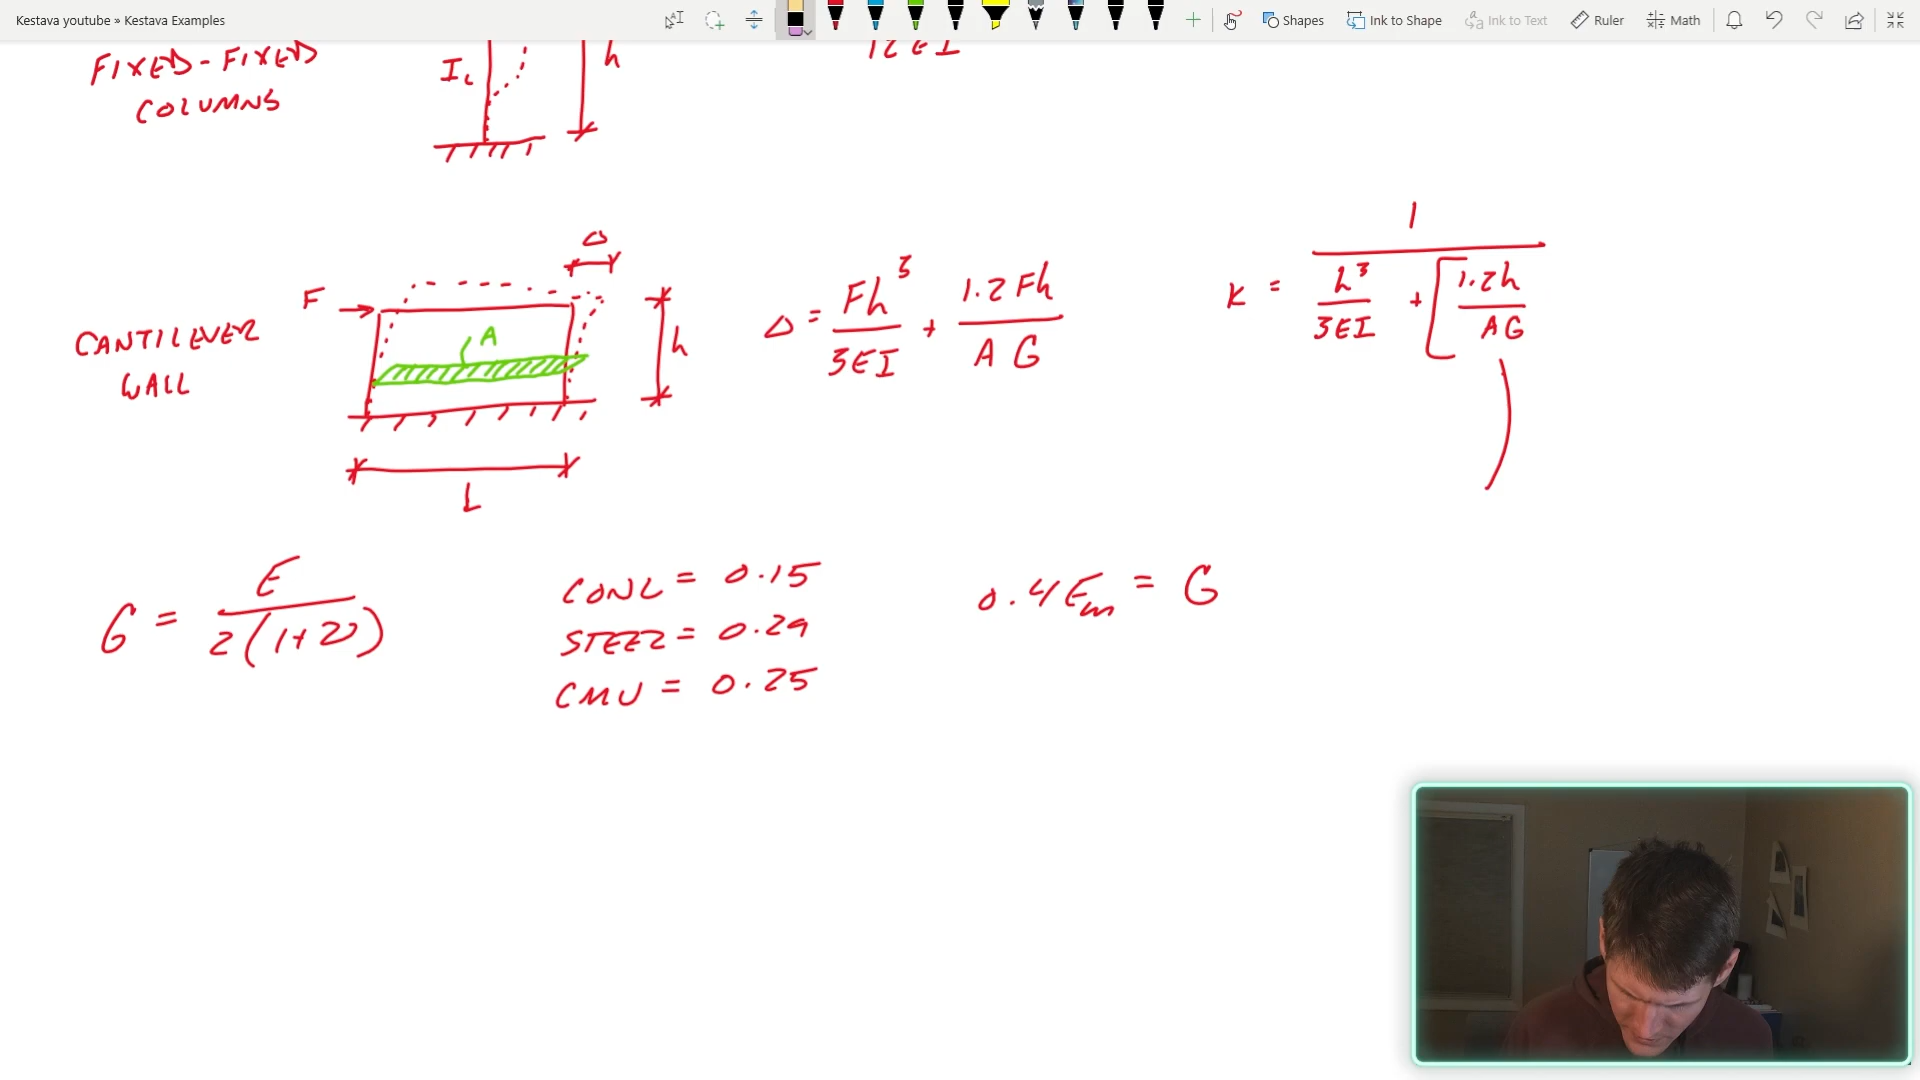 Kestava youtube » Kestava Examples
Shapes
Ink to Shape
Ink to Text
Ruler
Math
FIXED-FIXED
COLUMNS
I_c
h
12EI
CANTILEVER
WALL
F
Δ
A
h
L
Δ = Fh³/3EI + 1.2Fh/AG
K = 1/(h³/3EI + [1.2h/AG
G = E/2(1+ν)
CONC = 0.15
STEEL = 0.29
CMU = 0.25
0.4Em = G